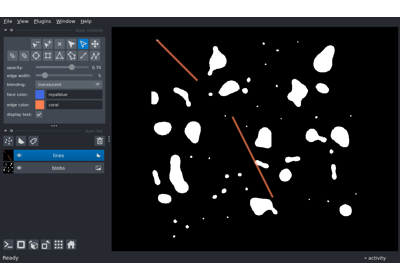 File View Plugins Window Help
opacity: 0.70
edge width: 5
blending: translucent
face color: royalblue
edge color: coral
display text:
lines
blobs
Ready
activity